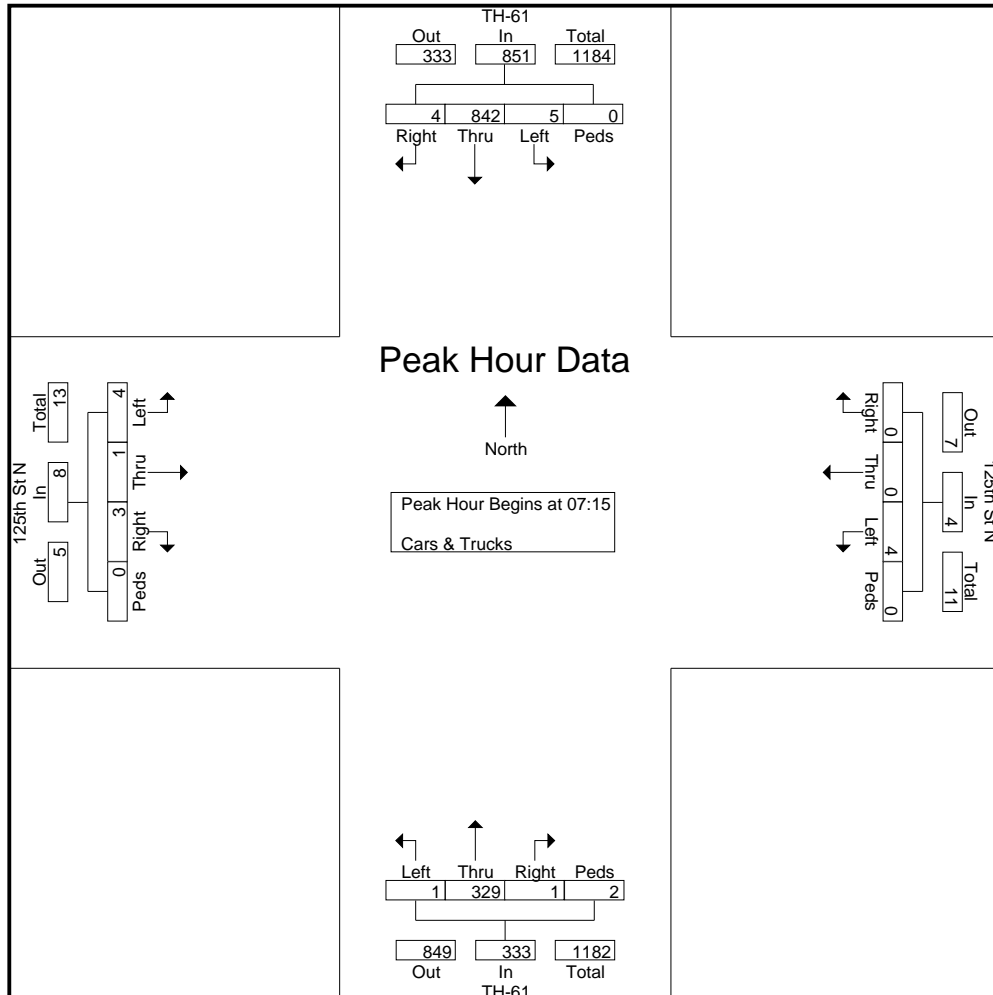 TH-61
Out In Total
333 851 1184
4 842 5 0
Right Thru Left Peds
Peak Hour Data
North
Peak Hour Begins at 07:15
Cars & Trucks
125th St N
Out In Total
5 8 13
4 1 3 0
Left Thru Right Peds
125th St N
Out In Total
7 4 11
0 0 4 0
Right Thru Left Peds
Left Thru Right Peds
1 329 1 2
849 333 1182
Out In Total
TH-61